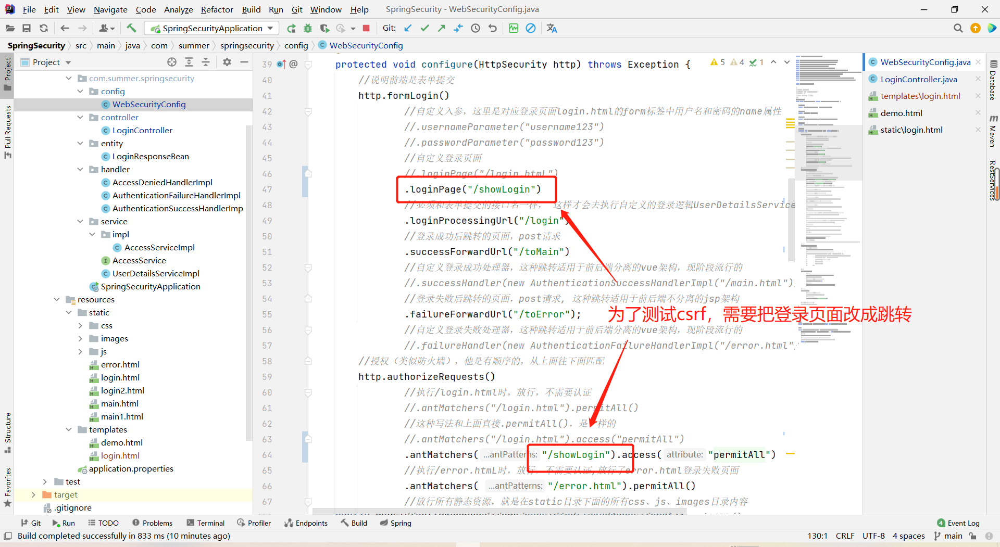 File Edit View Navigate Code Analyze Refactor Build Run Git Window Help SpringSecurity - WebSecurityConfig.java
SpringSecurityApplication Git:
SpringSecurity src main java com summer springsecurity config WebSecurityConfig
Project
com.summer.springsecurity
config
WebSecurityConfig
controller
LoginController
entity
LoginResponseBean
handler
AccessDeniedHandlerImpl
AuthenticationFailureHandlerImpl
AuthenticationSuccessHandlerImp
service
impl
AccessServiceImpl
AccessService
UserDetailsServiceImpl
SpringSecurityApplication
resources
static
css
images
js
error.html
login.html
login2.html
main.html
main1.html
templates
demo.html
login.html
application.properties
test
target
.gitignore
Project
Pull Requests
Structure
Favorites
39 @ protected void configure(HttpSecurity http) throws Exception { 5 4 1
40 //说明前端是表单提交
41 http.formLogin()
42 //自定义入参，这里是对应登录页面login.html的form标签中用户名和密码的name属性
43 //.usernameParameter("username123")
44 //.passwordParameter("password123")
45 //自定义登录页面
46 //.loginPage("/login.html")
47 .loginPage("/showLogin")
48 //必须和表单提交的接口名一样， 这样才会去执行自定义的登录逻辑UserDetailsService
49 .loginProcessingUrl("/login")
50 //登录成功后跳转的页面，post请求
51 .successForwardUrl("/toMain")
52 //自定义登录成功处理器，这种跳转适用于前后端分离的vue架构，现阶段流行的
53 //.successHandler(new AuthenticationSuccessHandlerImpl("/main.html")
54 //登录失败后跳转的页面，post请求, 这种跳转适用于前后端不分离的jsp架构
55 .failureForwardUrl("/toError");
56 //自定义登录失败处理器，这种跳转适用于前后端分离的vue架构，现阶段流行的
57 //.failureHandler(new AuthenticationFailureHandlerImpl("/error.html"
58 //授权（类似防火墙）,他是有顺序的，从上面往下面匹配
59 http.authorizeRequests()
60 //执行/login.html时，放行，不需要认证
61 //.antMatchers("/login.html").permitAll()
62 //这种写法和上面直接.permitAll()，是一样的
63 //.antMatchers("/login.html").access("permitAll")
64 .antMatchers( ...antPatterns: "/showLogin").access( attribute: "permitAll")
65 //执行/error.html时，放行，不需要认证,放行了error.html登录失败页面
66 .antMatchers( ...antPatterns: "/error.html").permitAll()
67 //放行所有静态资源，就是在static目录下面的所有css、js、images目录内容
为了测试csrf，需要把登录页面改成跳转
WebSecurityConfig.java
LoginController.java
templates\login.html
demo.html
static\login.html
Database
Maven
RestServices
Git Run TODO Problems Terminal Profiler Endpoints Build Spring 4 Event Log
Build completed successfully in 833 ms (10 minutes ago) 130:1 CRLF UTF-8 4 spaces main